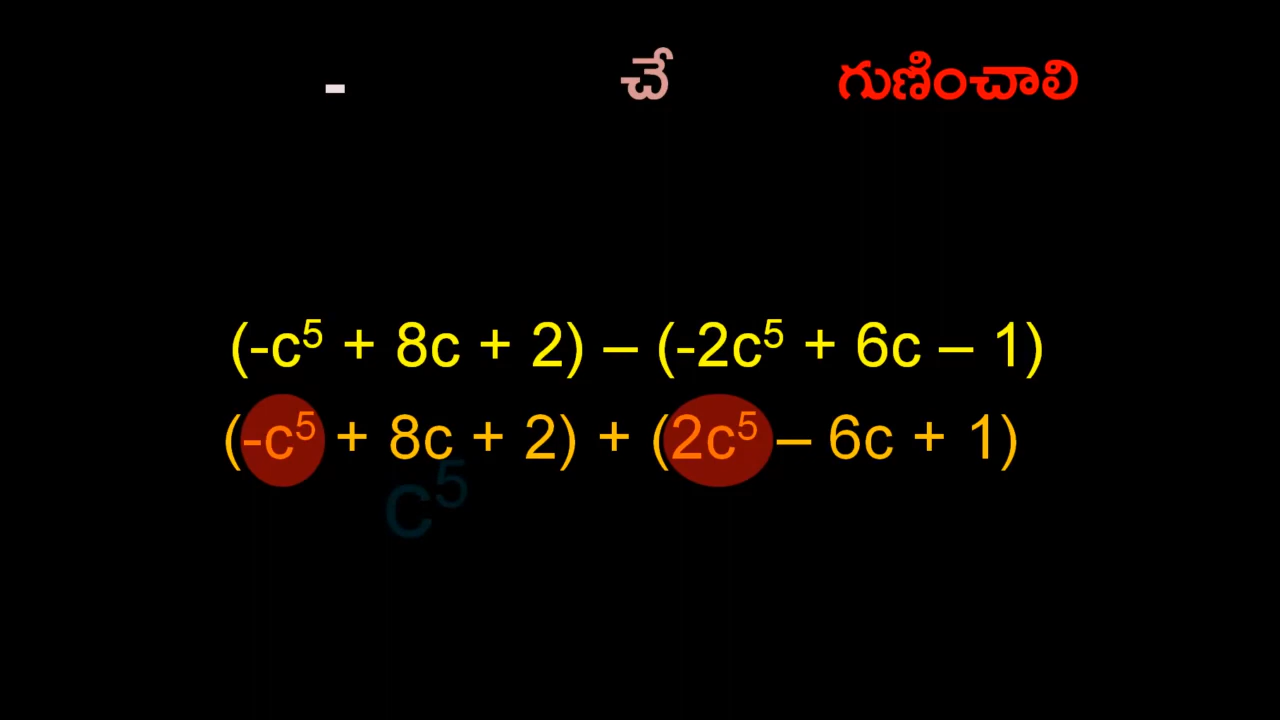 - చే గుణించాలి
(-c⁵ + 8c + 2) – (-2c⁵ + 6c – 1)
(-c⁵ + 8c + 2) + (2c⁵ – 6c + 1)
c⁵